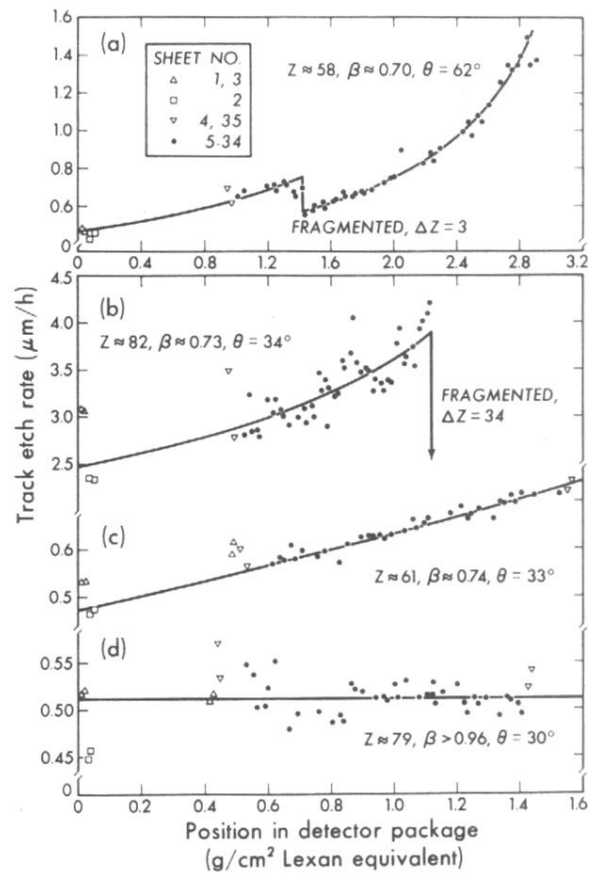 1.6
1.4
1.2
1.0
0.8
0.6
0
(a)
SHEET NO.
△ 1, 3
□ 2
▽ 4, 35
• 5-34
Z ≈ 58, β ≈ 0.70, θ = 62°
FRAGMENTED, ΔZ = 3
0 0.4 0.8 1.2 1.6 2.0 2.4 2.8 3.2
Track etch rate (μm/h)
4.5
4.0
3.5
3.0
2.5
(b)
Z ≈ 82, β ≈ 0.73, θ = 34°
FRAGMENTED,
ΔZ = 34
0.6
0.5
(c)
Z ≈ 61, β ≈ 0.74, θ = 33°
0.55
0.50
0.45
0
(d)
Z ≈ 79, β > 0.96, θ = 30°
0 0.2 0.4 0.6 0.8 1.0 1.2 1.4 1.6
Position in detector package
(g/cm² Lexan equivalent)